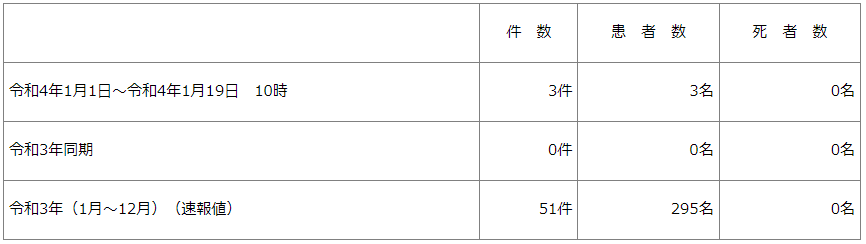 件　数　患　者　数　死　者　数
令和4年1月1日～令和4年1月19日　10時　3件　3名　0名
令和3年同期　0件　0名　0名
令和3年（1月～12月）（速報値）　51件　295名　0名